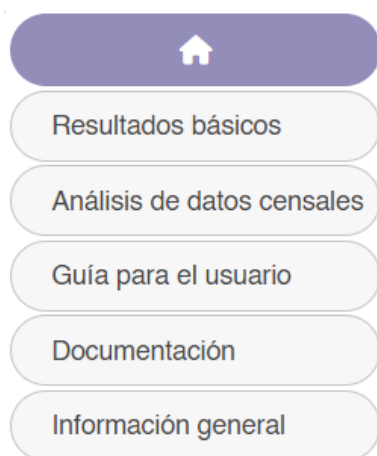 Resultados básicos
Análisis de datos censales
Guía para el usuario
Documentación
Información general